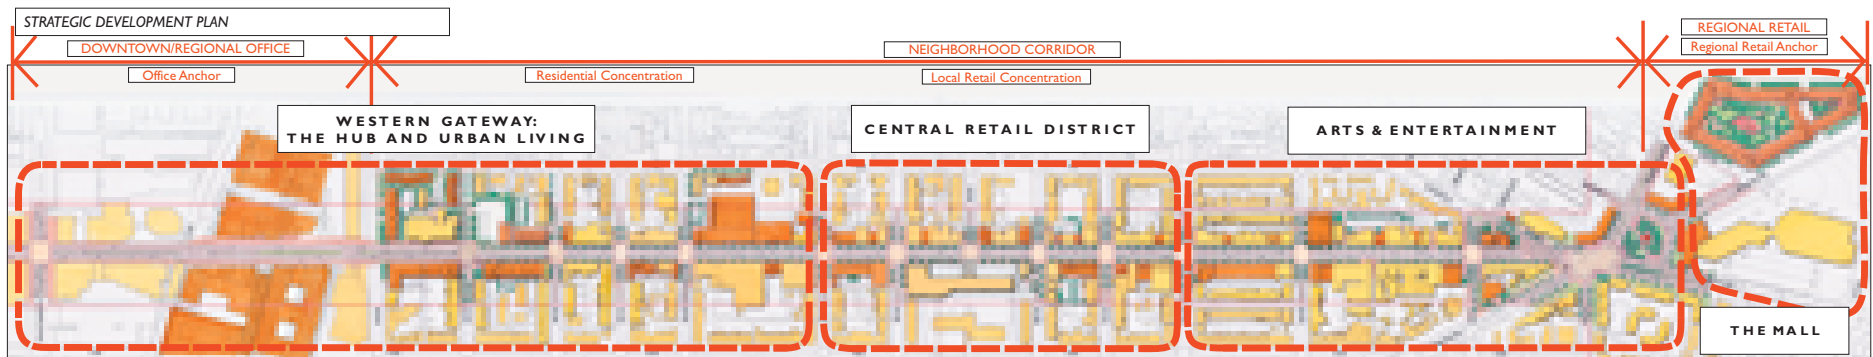 STRATEGIC DEVELOPMENT PLAN
DOWNTOWN/REGIONAL OFFICE
Office Anchor
NEIGHBORHOOD CORRIDOR
Residential Concentration
Local Retail Concentration
REGIONAL RETAIL
Regional Retail Anchor
WESTERN GATEWAY:
THE HUB AND URBAN LIVING
CENTRAL RETAIL DISTRICT
ARTS & ENTERTAINMENT
THE MALL